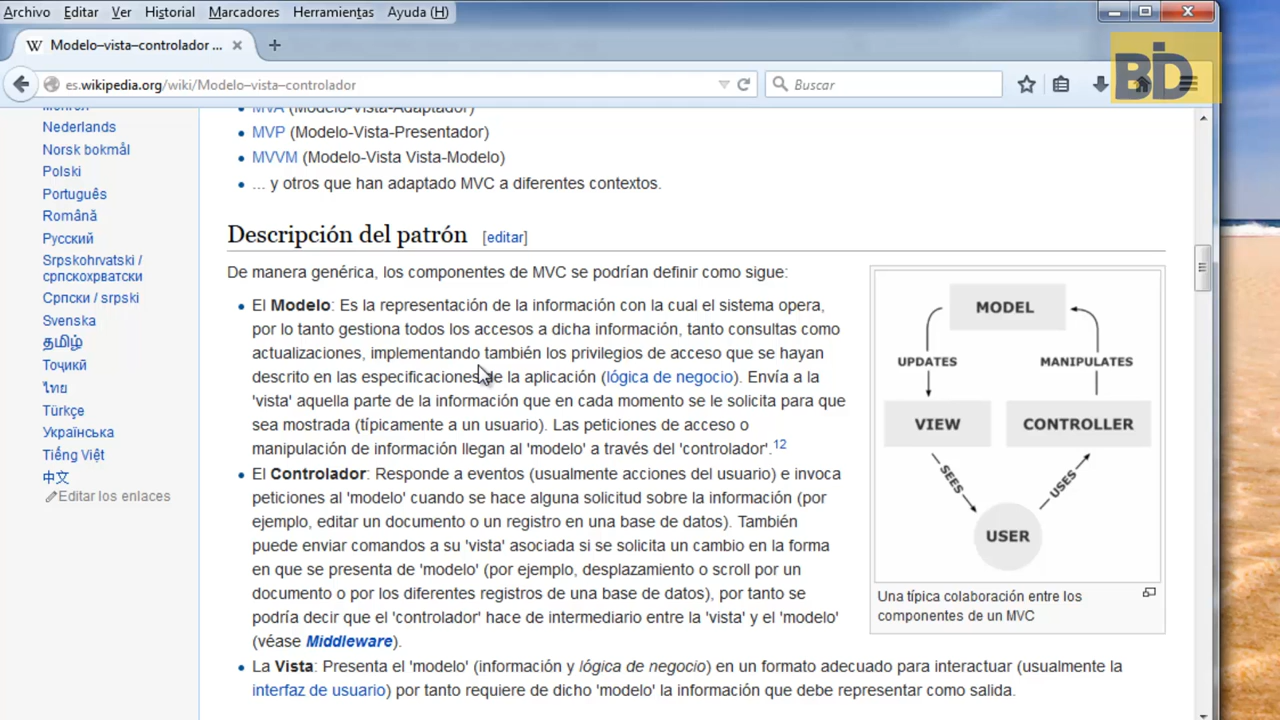 Archivo Editar Ver Historial Marcadores Herramientas Ayuda (H)
W Modelo–vista–controlador ...
es.wikipedia.org/wiki/Modelo–vista–controlador
Buscar
BID
Nederlands
Norsk bokmål
Polski
Português
Română
Русский
Srpskohrvatski /
српскохрватски
Српски / srpski
Svenska
தமிழ்
Тоҷикӣ
ไทย
Türkçe
Українська
Tiếng Việt
中文
Editar los enlaces
MVA (Modelo-Vista-Adaptador)
MVP (Modelo-Vista-Presentador)
MVVM (Modelo-Vista Vista-Modelo)
... y otros que han adaptado MVC a diferentes contextos.
Descripción del patrón [editar]
De manera genérica, los componentes de MVC se podrían definir como sigue:
El Modelo: Es la representación de la información con la cual el sistema opera,
por lo tanto gestiona todos los accesos a dicha información, tanto consultas como
actualizaciones, implementando también los privilegios de acceso que se hayan
descrito en las especificaciones de la aplicación (lógica de negocio). Envía a la
'vista' aquella parte de la información que en cada momento se le solicita para que
sea mostrada (típicamente a un usuario). Las peticiones de acceso o
manipulación de información llegan al 'modelo' a través del 'controlador'.12
El Controlador: Responde a eventos (usualmente acciones del usuario) e invoca
peticiones al 'modelo' cuando se hace alguna solicitud sobre la información (por
ejemplo, editar un documento o un registro en una base de datos). También
puede enviar comandos a su 'vista' asociada si se solicita un cambio en la forma
en que se presenta de 'modelo' (por ejemplo, desplazamiento o scroll por un
documento o por los diferentes registros de una base de datos), por tanto se
podría decir que el 'controlador' hace de intermediario entre la 'vista' y el 'modelo'
(véase Middleware).
La Vista: Presenta el 'modelo' (información y lógica de negocio) en un formato adecuado para interactuar (usualmente la
interfaz de usuario) por tanto requiere de dicho 'modelo' la información que debe representar como salida.
MODEL
UPDATES MANIPULATES
VIEW CONTROLLER
SEES USES
USER
Una típica colaboración entre los
componentes de un MVC